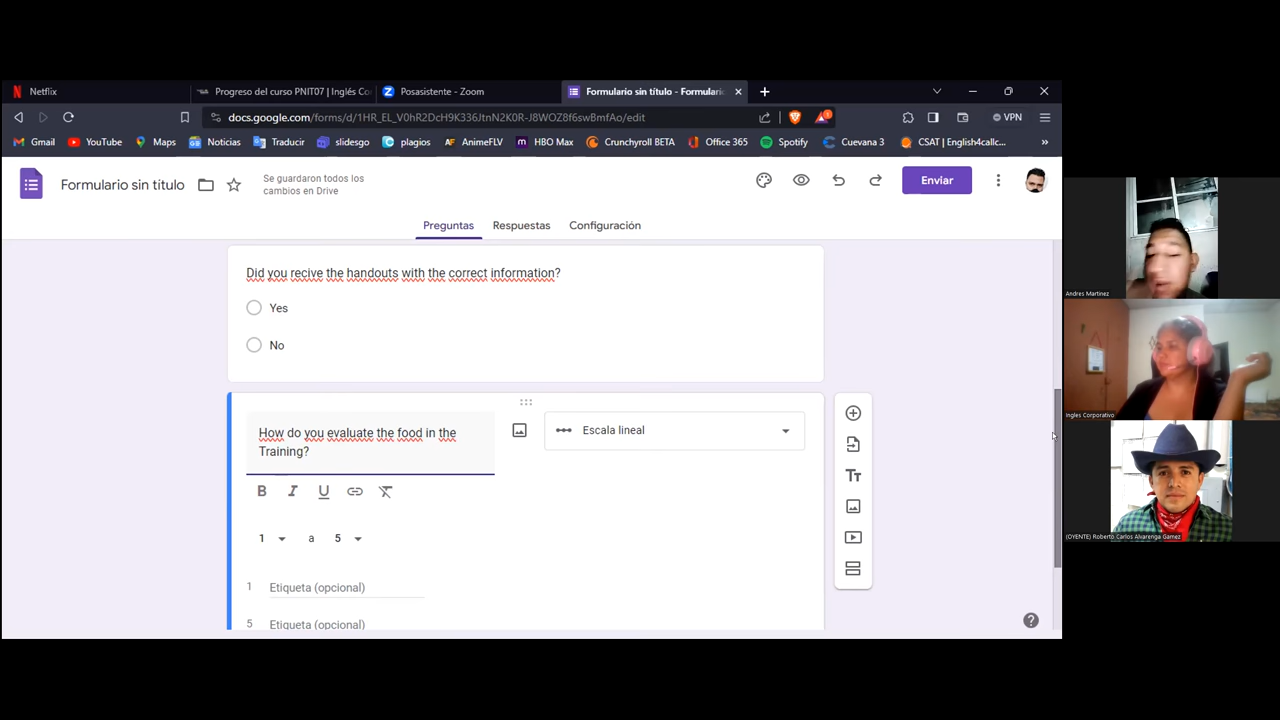 Netflix
Progreso del curso PNIT07 | Inglés Co
Posasistente - Zoom
Formulario sin título - Formulario
docs.google.com/forms/d/1HR_EL_V0hR2DcH9K336JtnN2K0R-J8WOZ8f6swBmfAo/edit
VPN
Gmail
YouTube
Maps
Noticias
Traducir
slidesgo
plagios
AnimeFLV
HBO Max
Crunchyroll BETA
Office 365
Spotify
Cuevana 3
CSAT | English4callc...
Formulario sin título
Se guardaron todos los
cambios en Drive
Enviar
Preguntas
Respuestas
Configuración
Did you recive the handouts with the correct information?
Yes
No
How do you evaluate the food in the
Training?
Escala lineal
1 a 5
1 Etiqueta (opcional)
5 Etiqueta (opcional)
Andres Martinez
Ingles Corporativo
(OYENTE) Roberto Carlos Alvarenga Gamez